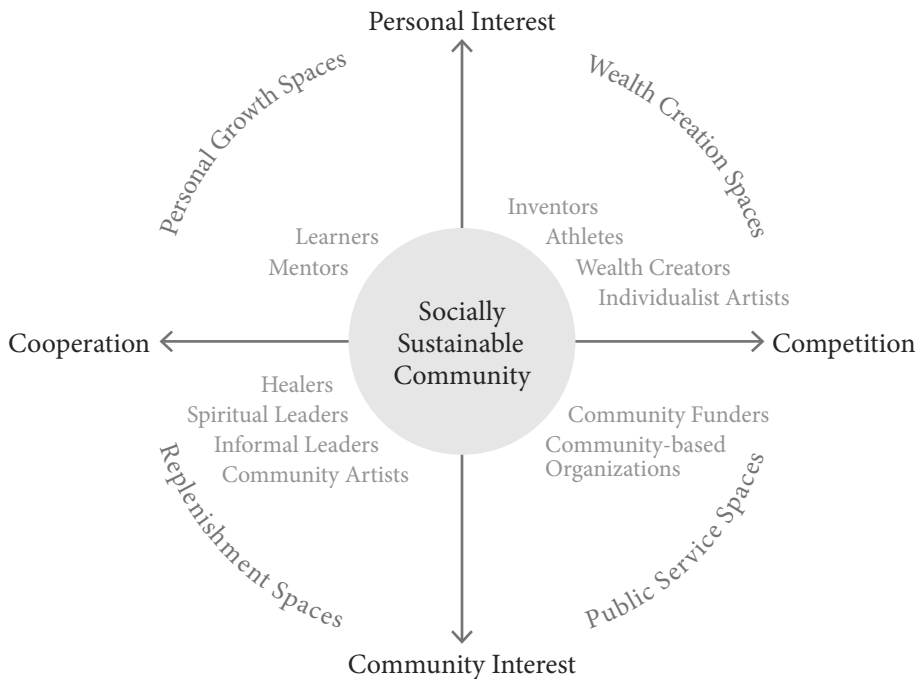 Personal Interest
Personal Growth Spaces
Wealth Creation Spaces
Inventors
Learners
Athletes
Mentors
Wealth Creators
Individualist Artists
Socially
Sustainable
Community
Cooperation
Competition
Healers
Spiritual Leaders
Informal Leaders
Community Artists
Community Funders
Community-based
Organizations
Replenishment Spaces
Public Service Spaces
Community Interest